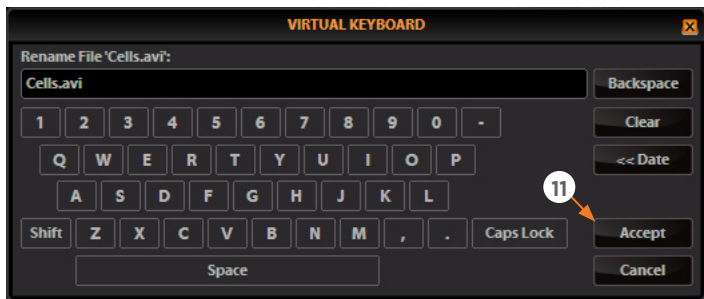 VIRTUAL KEYBOARD X
Rename File 'Cells.avi':
Cells.avi Backspace
1 2 3 4 5 6 7 8 9 0 - Clear
Q W E R T Y U I O P << Date
A S D F G H J K L 11
Shift Z X C V B N M , . Caps Lock Accept
Space Cancel